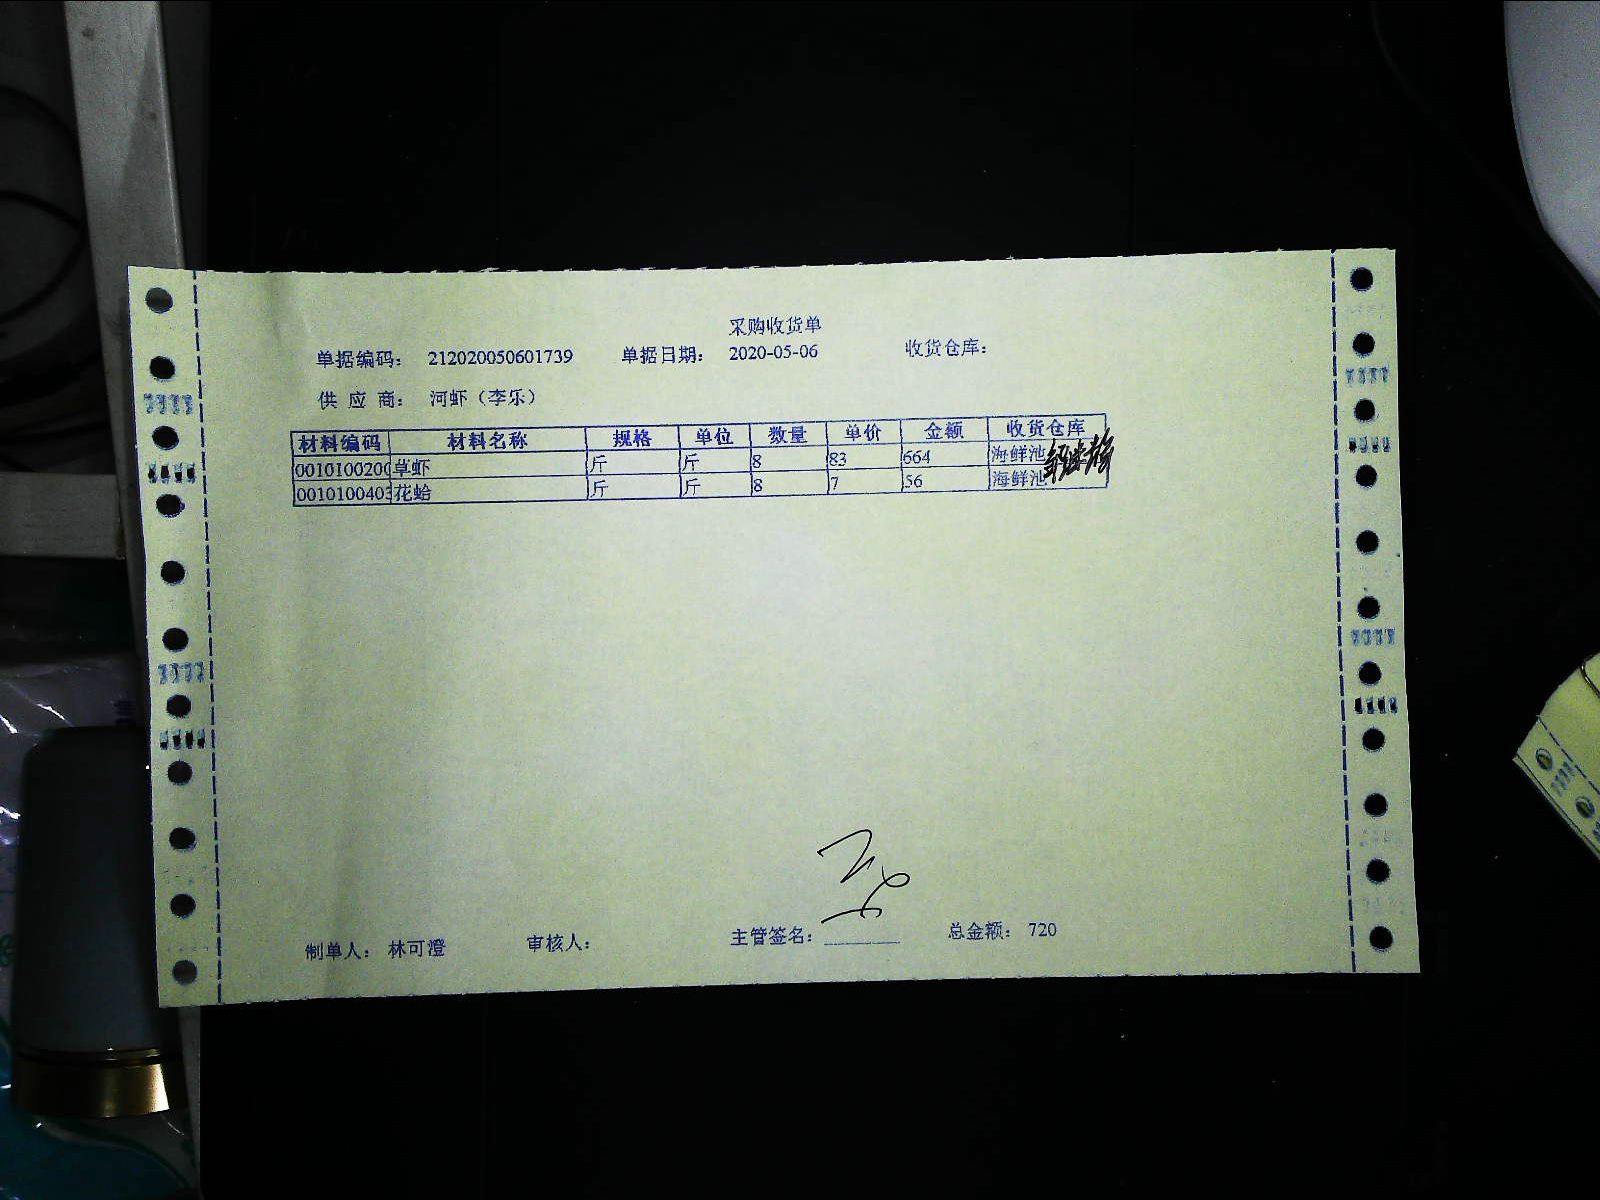 采购收货单
单据编码： 212020050601739 单据日期： 2020-05-06 收货仓库：
供 应 商： 河虾（李乐）
材料编码 材料名称 规格 单位 数量 单价 金额 收货仓库
0010100200 草虾 斤 斤 8 83 664 海鲜池
001010040 花蛤 斤 斤 8 7 56 海鲜池
制单人： 林可澄 审核人： 主管签名： 总金额： 720